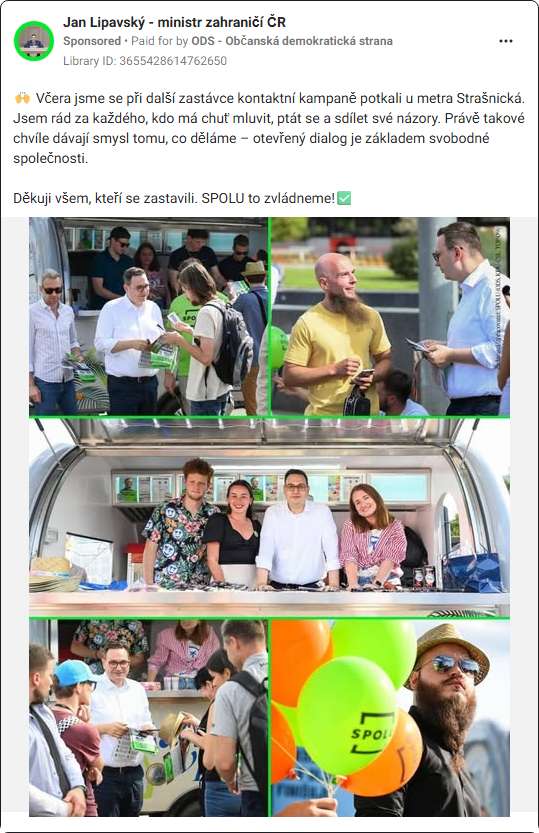 Jan Lipavský - ministr zahraničí ČR
Sponsored • Paid for by ODS - Občanská demokratická strana
Library ID: 3655428614762650
🙌 Včera jsme se při další zastávce kontaktní kampaně potkali u metra Strašnická.
Jsem rád za každého, kdo má chuť mluvit, ptát se a sdílet své názory. Právě takové
chvíle dávají smysl tomu, co děláme – otevřený dialog je základem svobodné
společnosti.
Děkuji všem, kteří se zastavili. SPOLU to zvládneme!✅
SPOLU
SPOLU